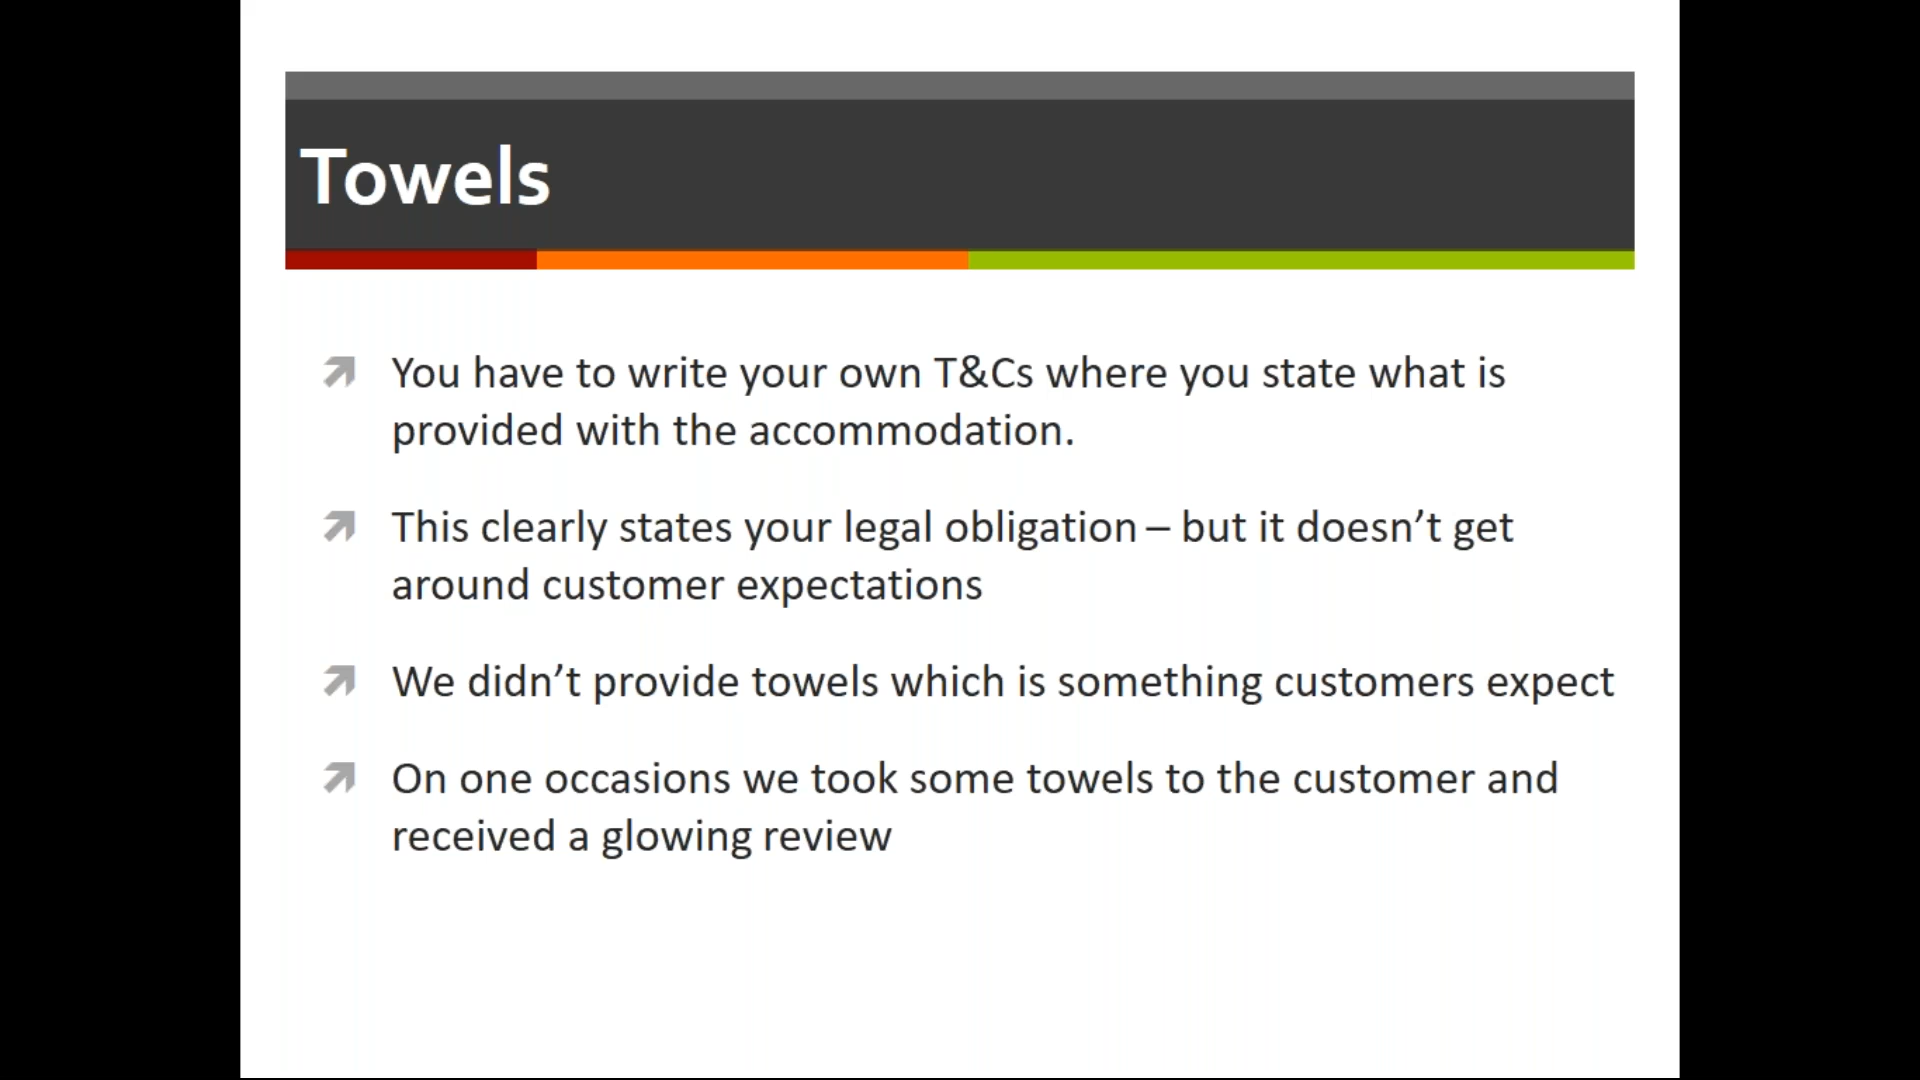 Towels
You have to write your own T&Cs where you state what is
provided with the accommodation.
This clearly states your legal obligation – but it doesn’t get
around customer expectations
We didn’t provide towels which is something customers expect
On one occasions we took some towels to the customer and
received a glowing review